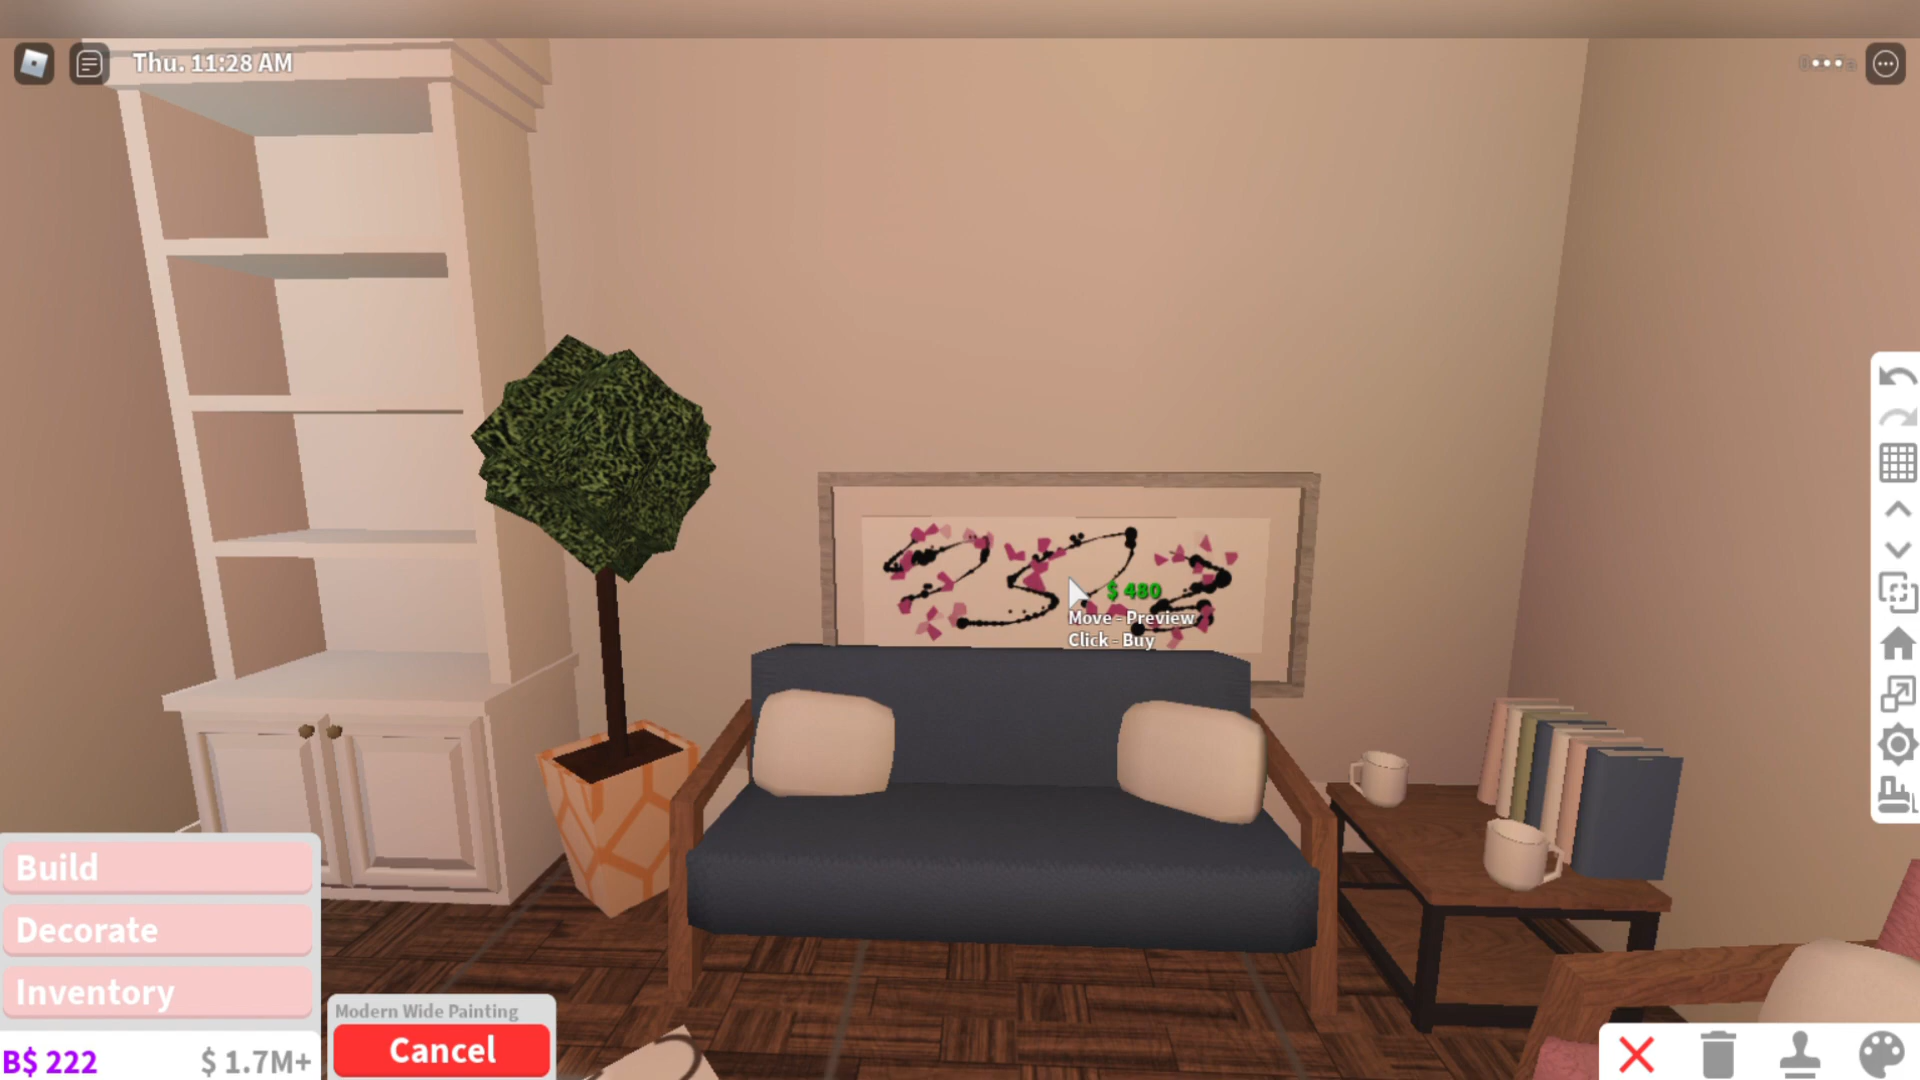 Thu. 11:28 AM
$ 480
Move - Preview
Click - Buy
Build
Decorate
Inventory
Modern Wide Painting
Cancel
B$ 222
$ 1.7M+